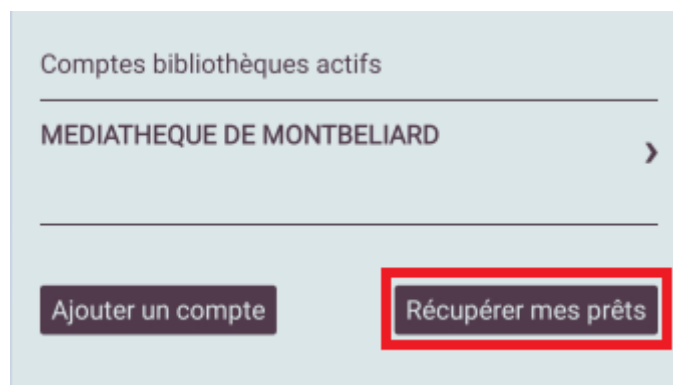 Comptes bibliothèques actifs
MEDIATHEQUE DE MONTBELIARD
Ajouter un compte
Récupérer mes prêts